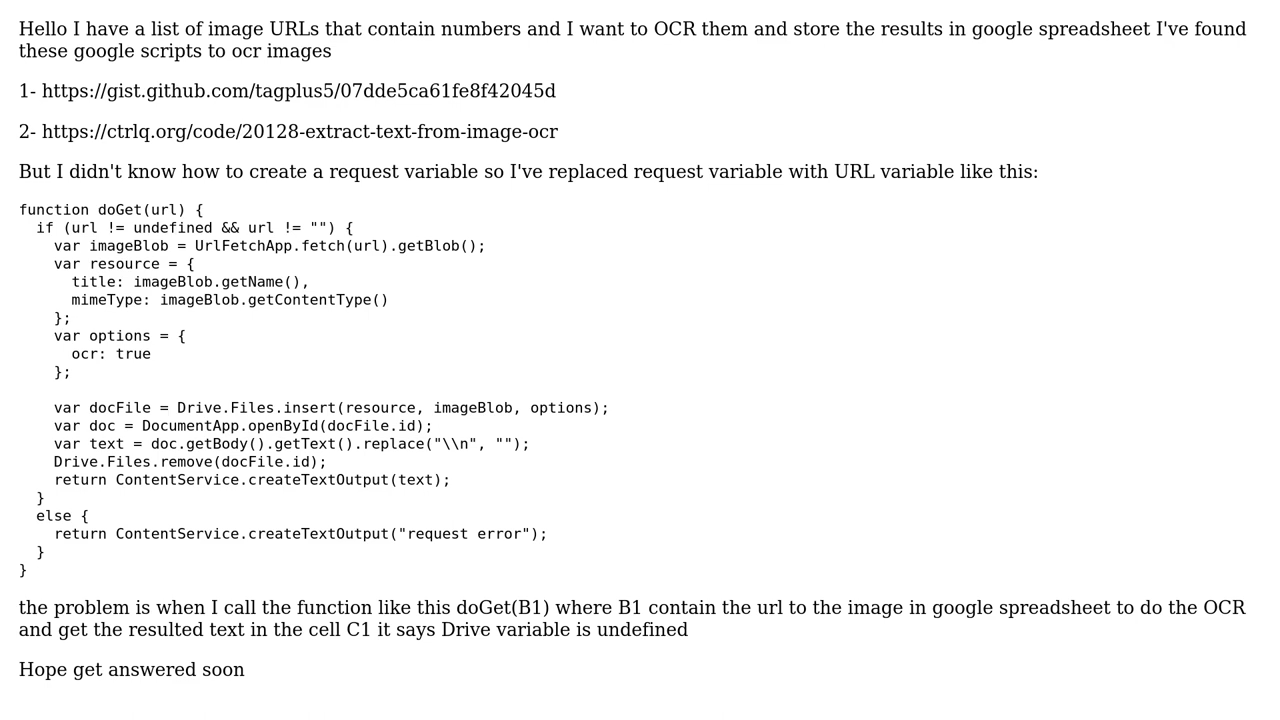 Hello I have a list of image URLs that contain numbers and I want to OCR them and store the results in google spreadsheet I've found
these google scripts to ocr images
1- https://gist.github.com/tagplus5/07dde5ca61fe8f42045d
2- https://ctrlq.org/code/20128-extract-text-from-image-ocr
But I didn't know how to create a request variable so I've replaced request variable with URL variable like this:
function doGet(url) {
  if (url != undefined && url != "") {
    var imageBlob = UrlFetchApp.fetch(url).getBlob();
    var resource = {
      title: imageBlob.getName(),
      mimeType: imageBlob.getContentType()
    };
    var options = {
      ocr: true
    };

    var docFile = Drive.Files.insert(resource, imageBlob, options);
    var doc = DocumentApp.openById(docFile.id);
    var text = doc.getBody().getText().replace("\\n", "");
    Drive.Files.remove(docFile.id);
    return ContentService.createTextOutput(text);
  }
  else {
    return ContentService.createTextOutput("request error");
  }
}
the problem is when I call the function like this doGet(B1) where B1 contain the url to the image in google spreadsheet to do the OCR
and get the resulted text in the cell C1 it says Drive variable is undefined
Hope get answered soon